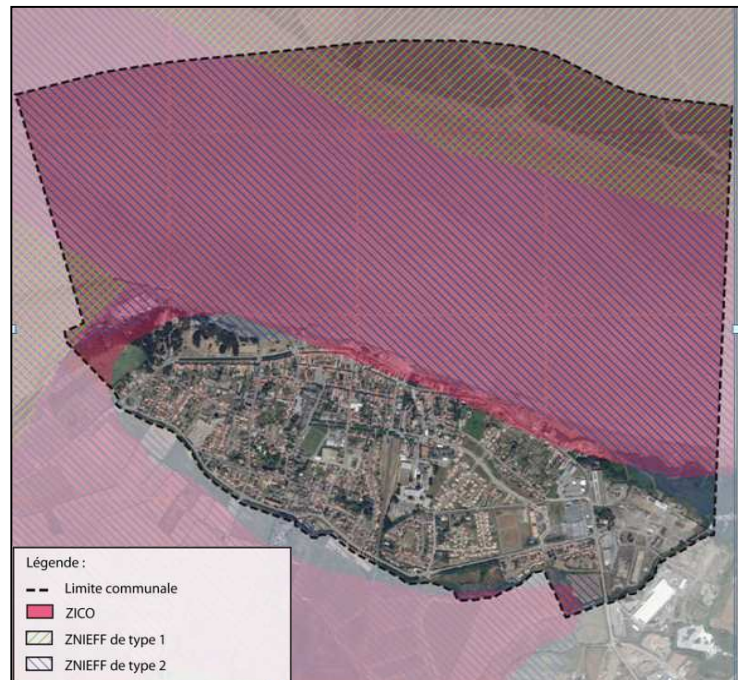 Légende :
Limite communale
ZICO
ZNIEFF de type 1
ZNIEFF de type 2